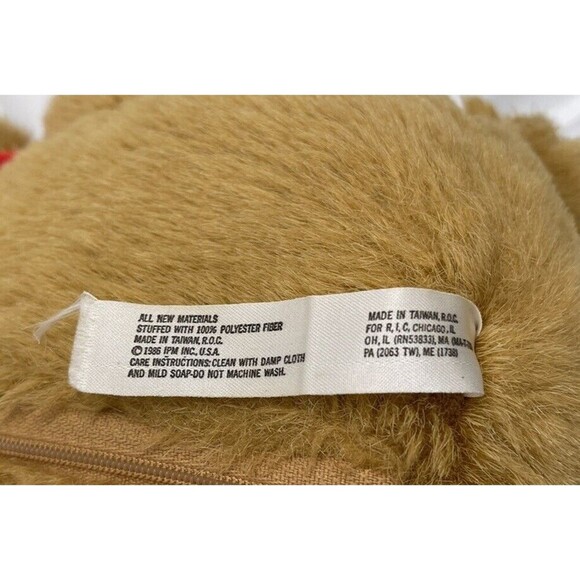 ALL NEW MATERIALS
STUFFED WITH 100% POLYESTER FIBER
MADE IN TAIWAN, R.O.C.
©1986 IPM INC. U.S.A.
CARE INSTRUCTIONS: CLEAN WITH DAMP CLOTH
AND MILD SOAP-DO NOT MACHINE WASH.
MADE IN TAIWAN, R.O.C.
FOR R, I, C, CHICAGO, IL
OH, IL (RN53833), MA
PA (2063 TW), ME (1738)